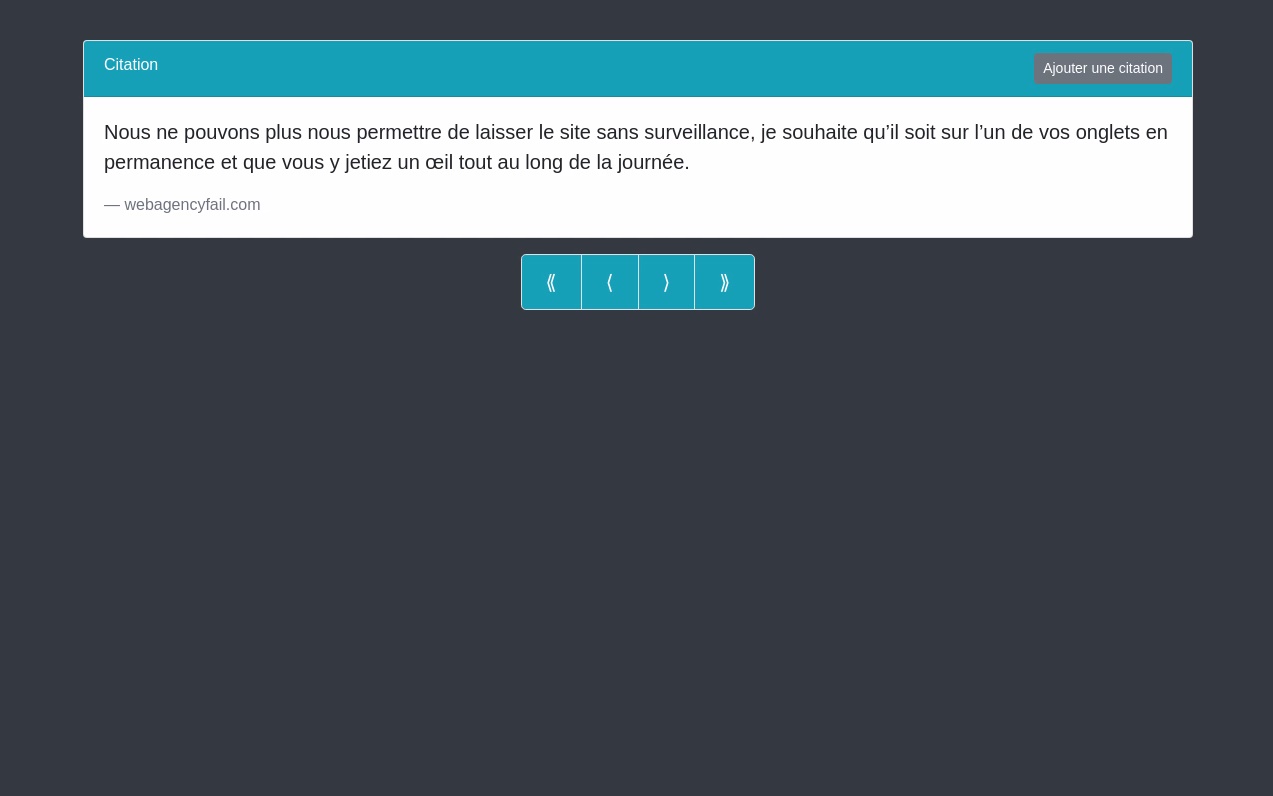 Citation
Ajouter une citation
Nous ne pouvons plus nous permettre de laisser le site sans surveillance, je souhaite qu’il soit sur l’un de vos onglets en
permanence et que vous y jetiez un œil tout au long de la journée.
— webagencyfail.com
⟪ ⟨ ⟩ ⟫